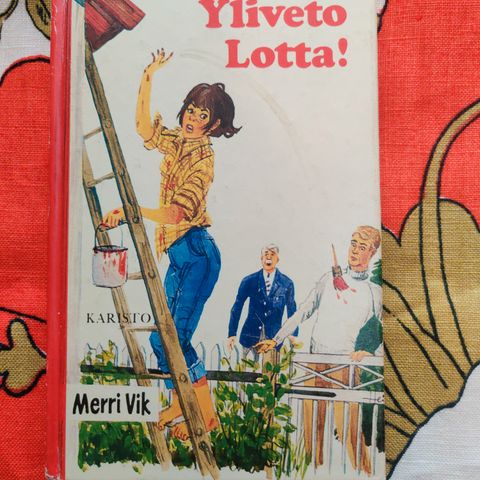 Yliveto
Lotta!
KARISTO
Merri Vik